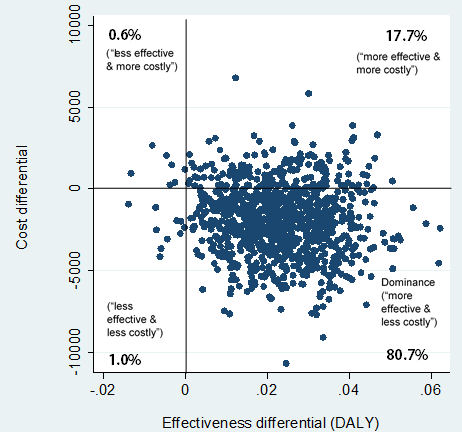 10000
5000
0
-5000
-10000
Cost differential
0.6%
("less effective
& more costly")
17.7%
("more effective &
more costly")
("less
effective &
less costly")
1.0%
Dominance
("more
effective &
less costly")
80.7%
-.02
0
.02
.04
.06
Effectiveness differential (DALY)